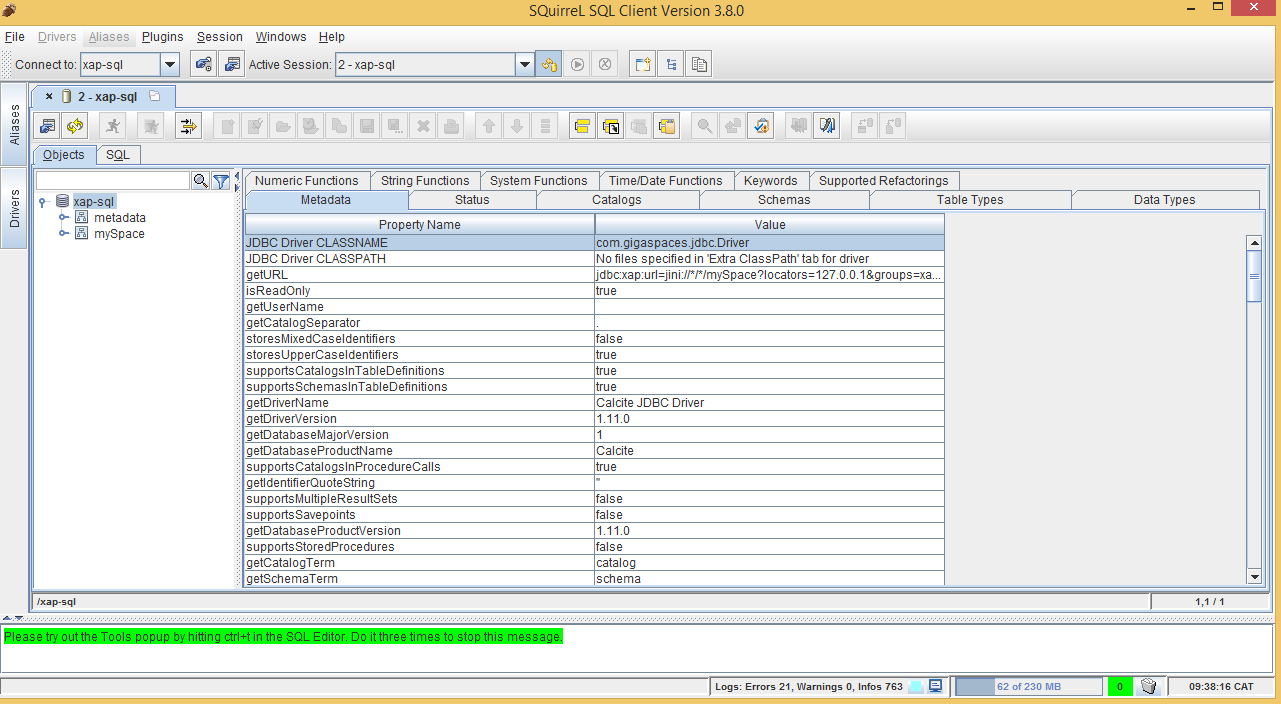 SQuirreL SQL Client Version 3.8.0
File Drivers Aliases Plugins Session Windows Help
Connect to: xap-sql Active Session: 2 - xap-sql
Aliases
Drivers
2 - xap-sql
Objects SQL
xap-sql
metadata
mySpace
Numeric Functions String Functions System Functions Time/Date Functions Keywords Supported Refactorings
Metadata Status Catalogs Schemas Table Types Data Types
Property Name Value
JDBC Driver CLASSNAME com.gigaspaces.jdbc.Driver
JDBC Driver CLASSPATH No files specified in 'Extra ClassPath' tab for driver
getURL jdbc:xap:url=jini://*/*/mySpace?locators=127.0.0.1&groups=xa...
isReadOnly true
getUserName
getCatalogSeparator .
storesMixedCaseIdentifiers false
storesUpperCaseIdentifiers true
supportsCatalogsInTableDefinitions true
supportsSchemasInTableDefinitions true
getDriverName Calcite JDBC Driver
getDriverVersion 1.11.0
getDatabaseMajorVersion 1
getDatabaseProductName Calcite
supportsCatalogsInProcedureCalls true
getIdentifierQuoteString "
supportsMultipleResultSets false
supportsSavepoints false
getDatabaseProductVersion 1.11.0
supportsStoredProcedures false
getCatalogTerm catalog
getSchemaTerm schema
/xap-sql 1,1 / 1
Please try out the Tools popup by hitting ctrl+t in the SQL Editor. Do it three times to stop this message.
Logs: Errors 21, Warnings 0, Infos 763 62 of 230 MB 0 09:38:16 CAT